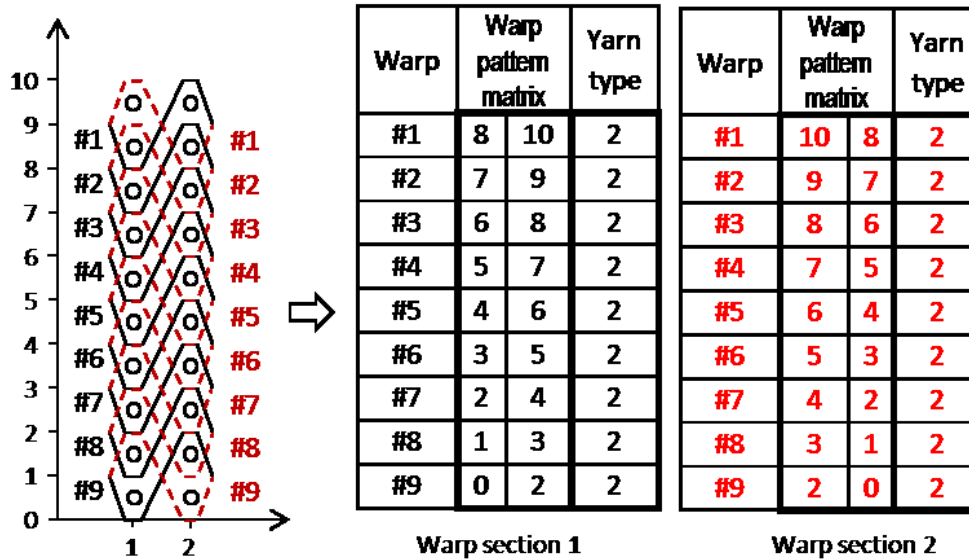 10
9
8
7
6
5
4
3
2
1
0
#1
#2
#3
#4
#5
#6
#7
#8
#9
#1
#2
#3
#4
#5
#6
#7
#8
#9
1 2
Warp Warp pattern matrix Yarn type
#1 8 10 2
#2 7 9 2
#3 6 8 2
#4 5 7 2
#5 4 6 2
#6 3 5 2
#7 2 4 2
#8 1 3 2
#9 0 2 2
Warp section 1
Warp Warp pattern matrix Yarn type
#1 10 8 2
#2 9 7 2
#3 8 6 2
#4 7 5 2
#5 6 4 2
#6 5 3 2
#7 4 2 2
#8 3 1 2
#9 2 0 2
Warp section 2